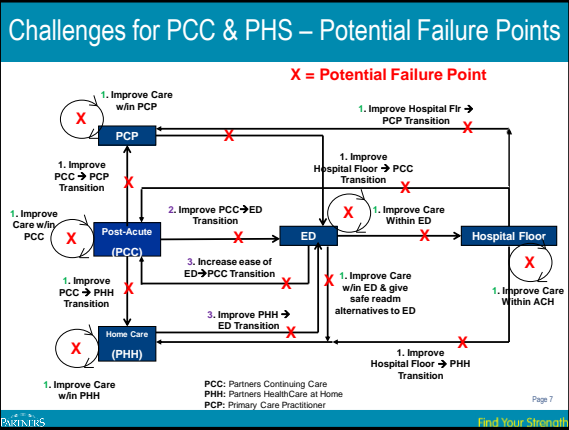 Challenges for PCC & PHS – Potential Failure Points
X = Potential Failure Point
1. Improve Care
w/in PCP
X
PCP
X
1. Improve Hospital Flr →
PCP Transition
X
1. Improve
PCC → PCP
Transition
X
1. Improve
Hospital Floor → PCC
Transition
X
1. Improve
Care w/in
PCC
X
Post-Acute
(PCC)
2. Improve PCC→ED
Transition
X
ED
X
1. Improve Care
Within ED
X
Hospital Floor
X
1. Improve Care
Within ACH
3. Increase ease of
ED→PCC Transition
X
1. Improve
PCC → PHH
Transition
X
X
1. Improve Care
w/in ED & give
safe readm
alternatives to ED
3. Improve PHH →
ED Transition
X
X
Home Care
(PHH)
X
1. Improve
Hospital Floor → PHH
Transition
1. Improve Care
w/in PHH
PCC: Partners Continuing Care
PHH: Partners HealthCare at Home
PCP: Primary Care Practitioner
Page 7
PARTNERS
Find Your Strength